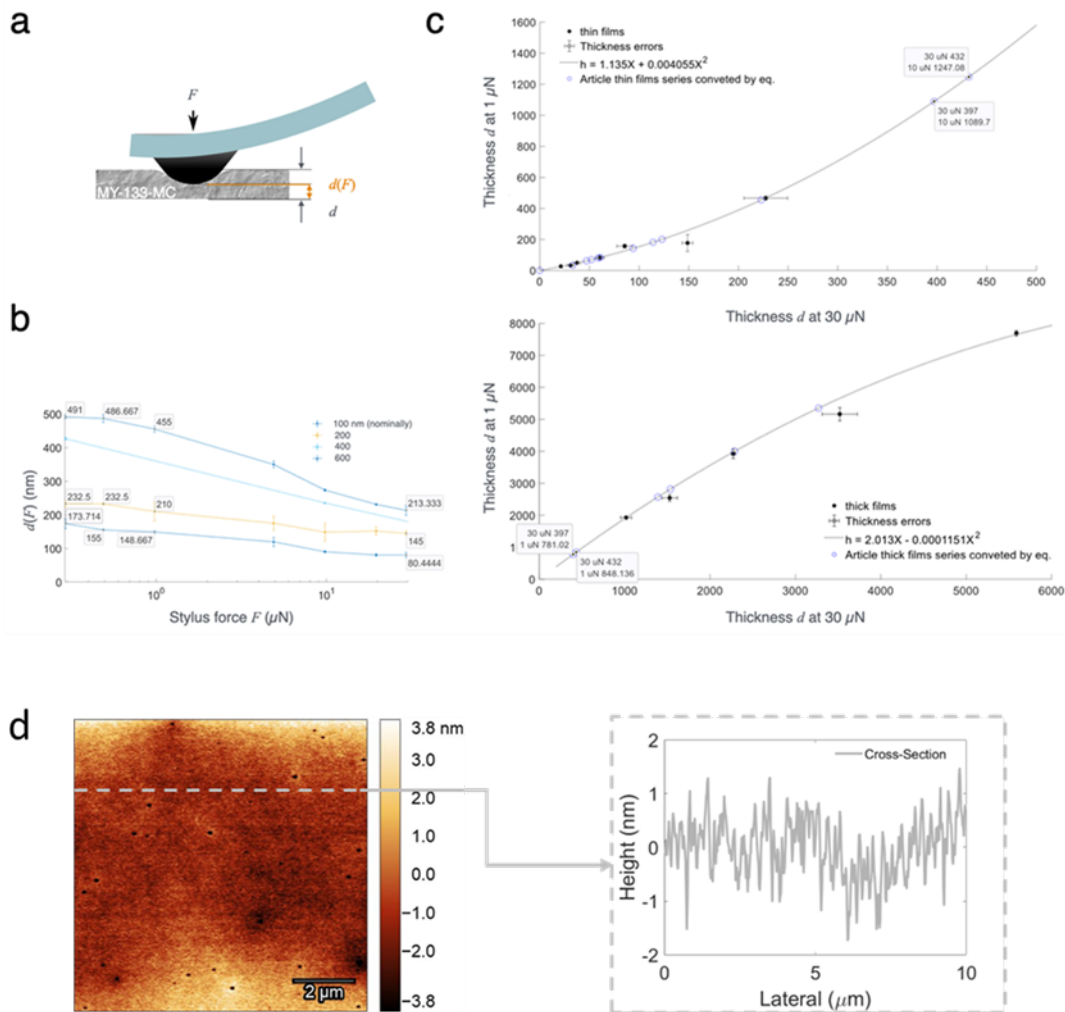 a
F
MY-133-MC
d(F)
d
b
d(F) (nm)
500
400
300
200
100
0
491
486.667
455
213.333
232.5
232.5
210
145
173.714
155
148.667
80.4444
100 nm (nominally)
200
400
600
10⁰
10¹
Stylus force F (µN)
c
Thickness d at 1 µN
1600
1400
1200
1000
800
600
400
200
0
thin films
Thickness errors
h = 1.135X + 0.004055X²
Article thin films series conveted by eq.
30 uN 432
10 uN 1247.08
30 uN 397
10 uN 1089.7
0
50
100
150
200
250
300
350
400
450
500
Thickness d at 30 µN
Thickness d at 1 µN
8000
7000
6000
5000
4000
3000
2000
0
30 uN 397
1 uN 781.02
30 uN 432
1 uN 848.136
thick films
Thickness errors
h = 2.013X - 0.0001151X²
Article thick films series conveted by eq.
0
1000
2000
3000
4000
5000
6000
Thickness d at 30 µN
d
3.8 nm
3.0
2.0
1.0
0.0
−1.0
−2.0
−3.8
2 µm
Height (nm)
2
1
0
-1
-2
Cross-Section
0
5
10
Lateral (µm)